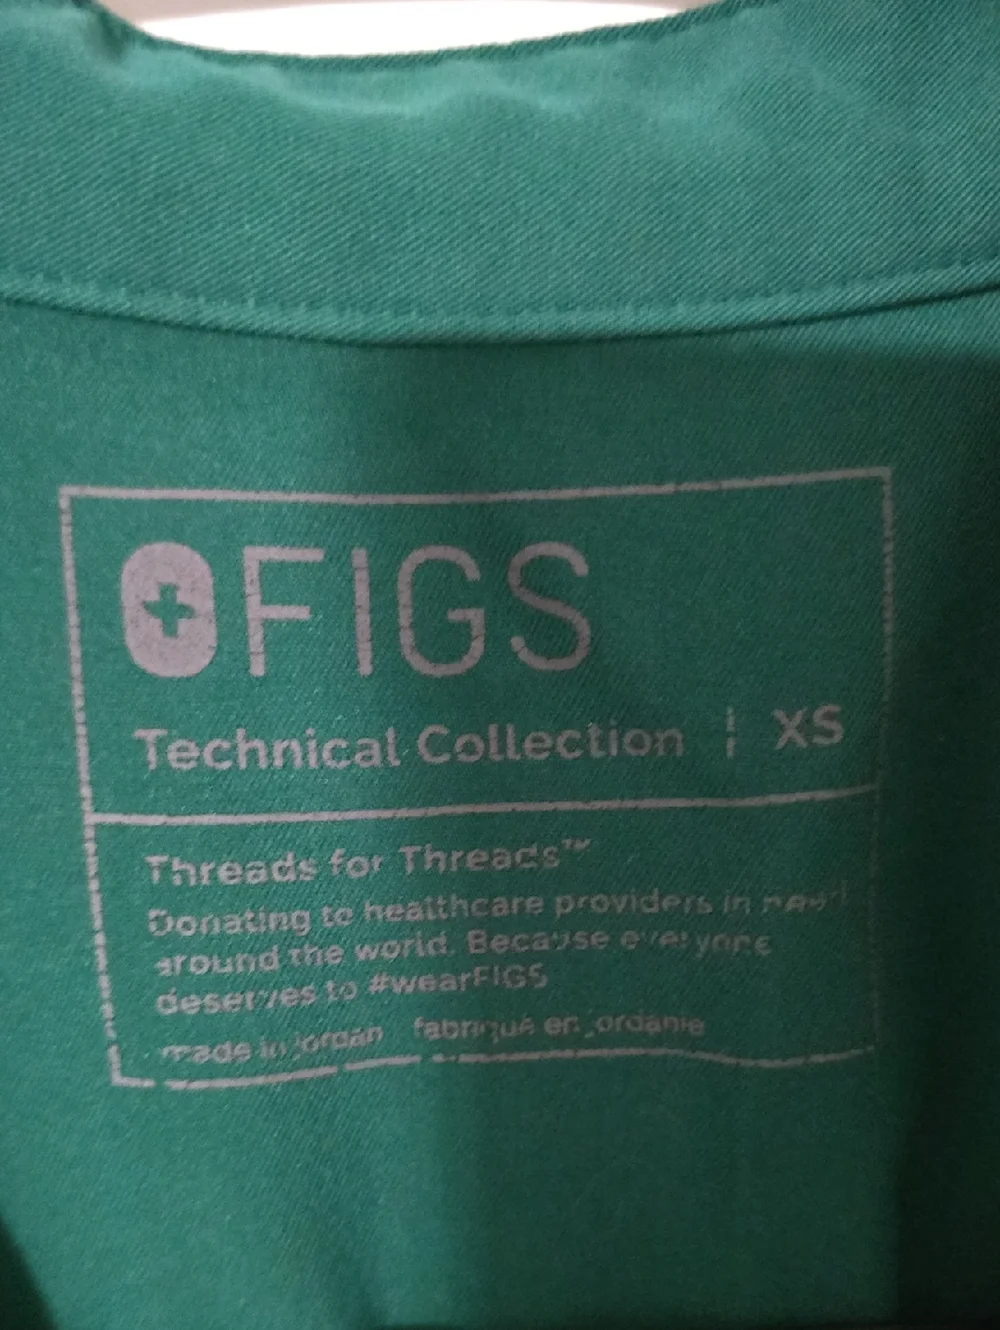 FIGS
Technical Collection | XS
Threads for Threads™
Donating to healthcare providers in need
around the world. Because everyone
deserves to #wearFIGS
made in jordan fabriqué en jordanie